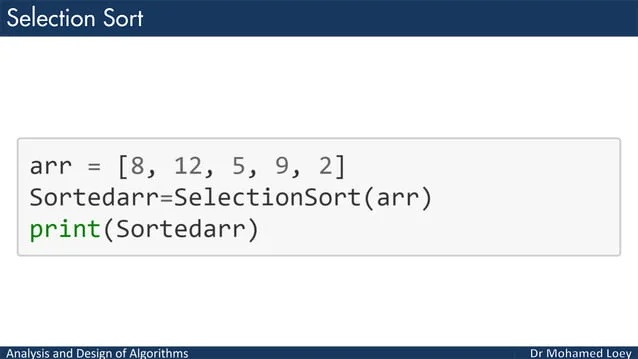 Selection Sort
arr = [8, 12, 5, 9, 2]
Sortedarr=SelectionSort(arr)
print(Sortedarr)
Analysis and Design of Algorithms
Dr Mohamed Loey